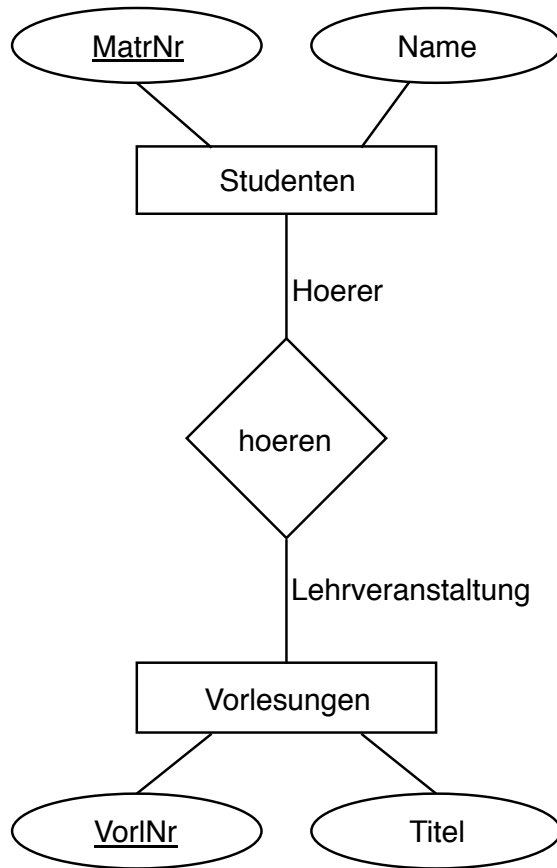 MatrNr
Name
Studenten
Hoerer
hoeren
Lehrveranstaltung
Vorlesungen
VorlNr
Titel